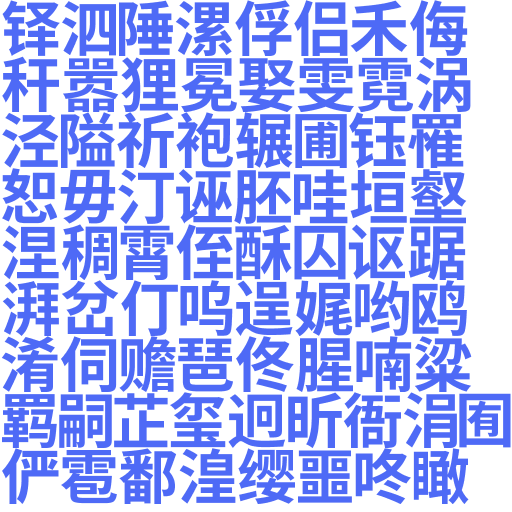 铎泗陲漯俘侣禾侮
秆嚣狸冕娶雯霓涡
泾隘祈袍辗圃钰罹
恕毋汀诬胚哇垣壑
涅稠霄侄酥囚讴踞
湃岔仃呜逞娓哟鸥
淆伺赡琶佟腥喃粱
羁嗣芷玺迥昕衙涓囿
俨雹鄱湟缨噩咚瞰